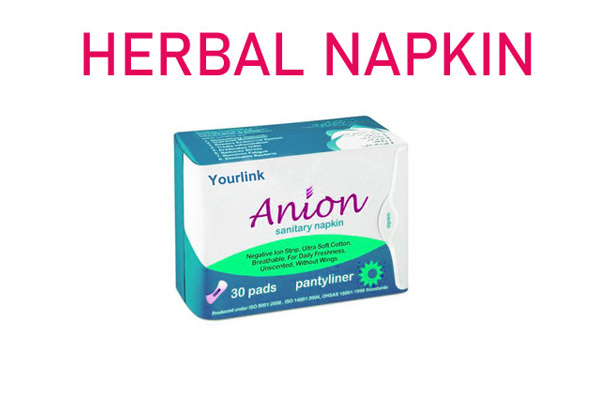 HERBAL NAPKIN
Yourlink
Anion
sanitary napkin
Negative Ion Strip, Ultra Soft Cotton,
Breathable, For Daily Freshness,
Unscented, Without Wings.
open
30 pads pantyliner
Produced under ISO 9001:2008 , ISO 14001:2004, OHSAS 18001:1999 Standards